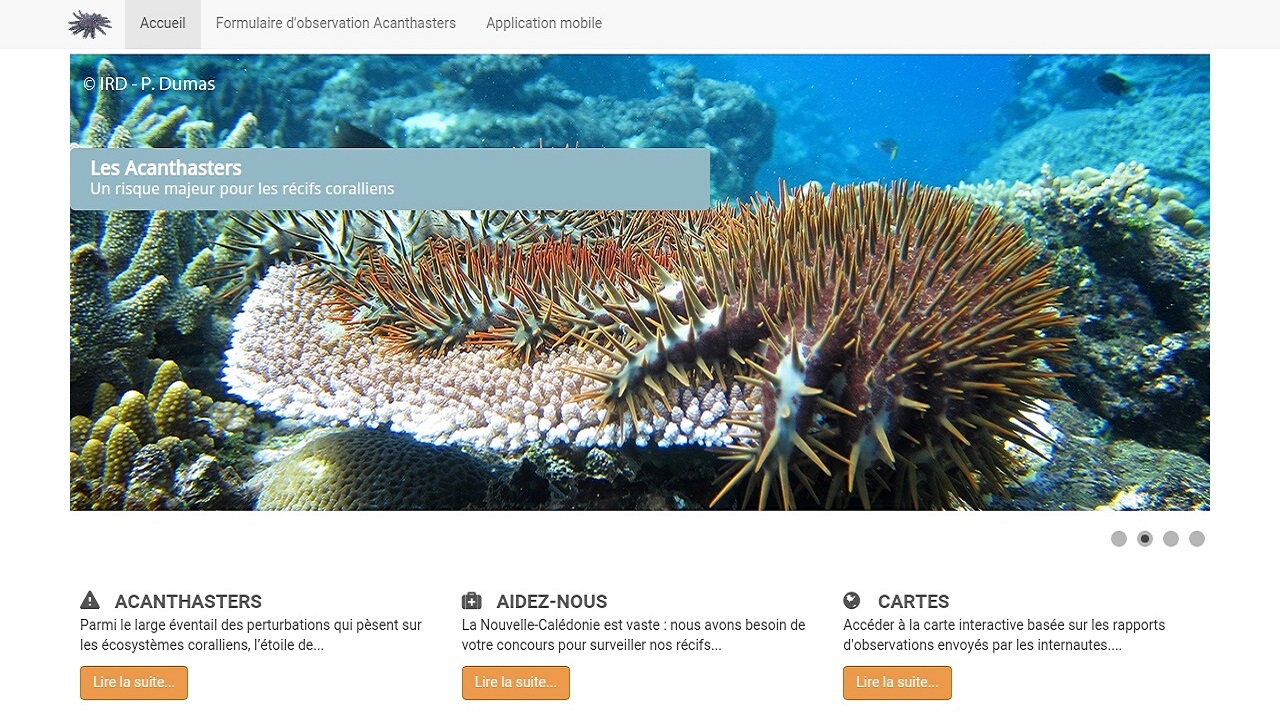 Accueil
Formulaire d'observation Acanthasters
Application mobile
© IRD - P. Dumas
Les Acanthasters
Un risque majeur pour les récifs coralliens
ACANTHASTERS
Parmi le large éventail des perturbations qui pèsent sur
les écosystèmes coralliens, l’étoile de...
Lire la suite...
AIDEZ-NOUS
La Nouvelle-Calédonie est vaste : nous avons besoin de
votre concours pour surveiller nos récifs...
Lire la suite...
CARTES
Accéder à la carte interactive basée sur les rapports
d'observations envoyés par les internautes....
Lire la suite...